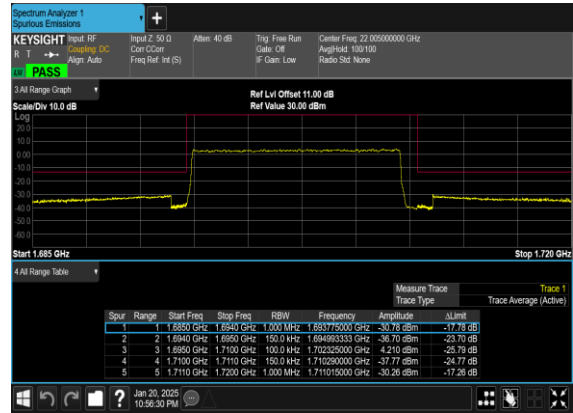 Spectrum Analyzer 1
Spurious Emissions
+
KEYSIGHT Input: RF Input Z: 50 Ω Atten: 40 dB Trig: Free Run Center Freq: 22.005000000 GHz
R T Coupling: DC Corr CCorr Gate: Off Avg|Hold: 100/100
Align: Auto Freq Ref: Int (S) IF Gain: Low Radio Std: None
PASS
3 All Range Graph
Ref Lvl Offset 11.00 dB
Scale/Div 10.0 dB Ref Value 30.00 dBm
Log
20.0
10.0
0.00
-10.0
-20.0
-30.0
-40.0
-50.0
-60.0
Start 1.685 GHz Stop 1.720 GHz
4 All Range Table
Measure Trace Trace 1
Trace Type Trace Average (Active)
Spur Range Start Freq Stop Freq RBW Frequency Amplitude ΔLimit
1 1 1.6850 GHz 1.6940 GHz 1.000 MHz 1.693775000 GHz -30.78 dBm -17.78 dB
2 2 1.6940 GHz 1.6950 GHz 150.0 kHz 1.694993333 GHz -36.70 dBm -23.70 dB
3 3 1.6950 GHz 1.7100 GHz 100.0 kHz 1.702325000 GHz 4.210 dBm -25.79 dB
4 4 1.7100 GHz 1.7110 GHz 150.0 kHz 1.710290000 GHz -37.77 dBm -24.77 dB
5 5 1.7110 GHz 1.7200 GHz 1.000 MHz 1.711015000 GHz -30.26 dBm -17.26 dB
? Jan 20, 2025
10:56:30 PM